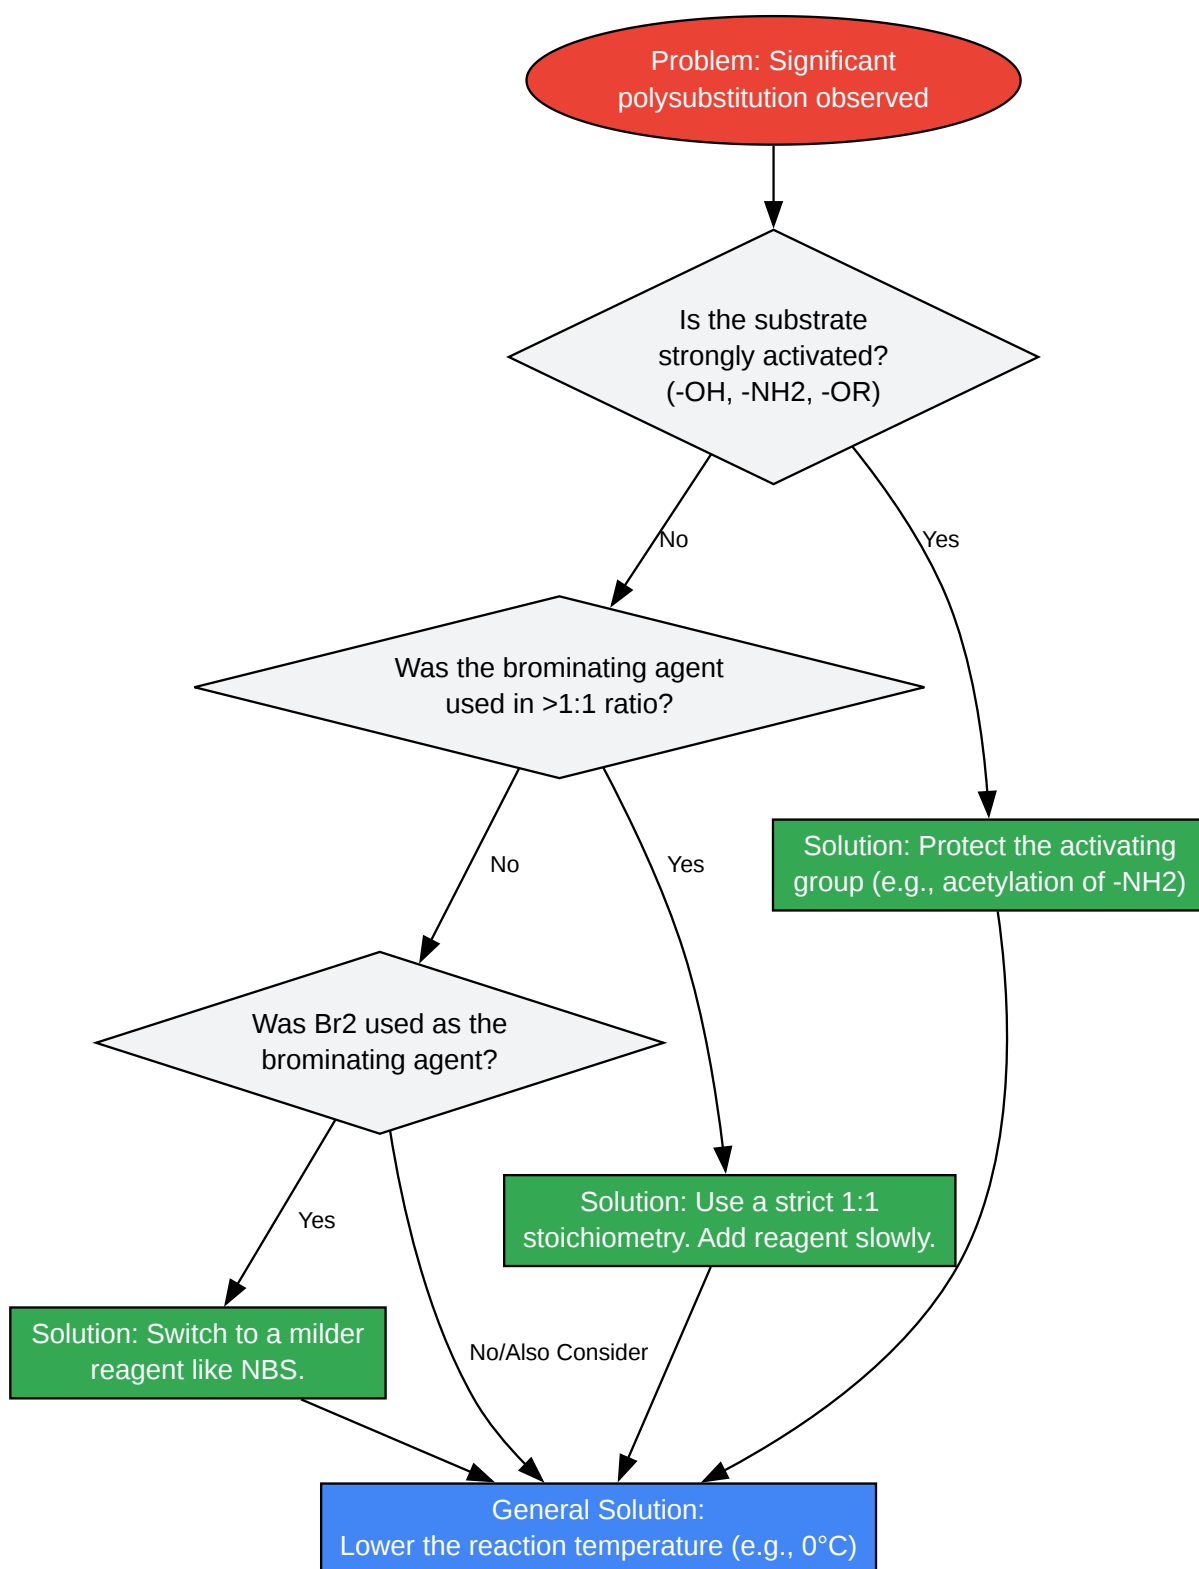 Problem: Significant
polysubstitution observed
Is the substrate
strongly activated?
(-OH, -NH2, -OR)
No
Yes
Was the brominating agent
used in >1:1 ratio?
Solution: Protect the activating
group (e.g., acetylation of -NH2)
No
Yes
Was Br2 used as the
brominating agent?
Solution: Use a strict 1:1
stoichiometry. Add reagent slowly.
Yes
Solution: Switch to a milder
reagent like NBS.
No/Also Consider
General Solution:
Lower the reaction temperature (e.g., 0°C)